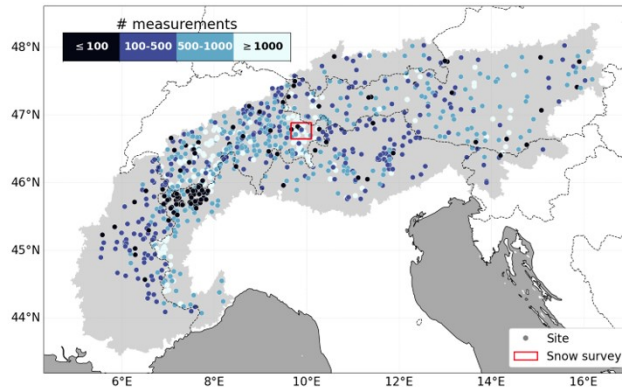 # measurements
≤ 100 100-500 500-1000 ≥ 1000
48°N
47°N
46°N
45°N
44°N
Site
Snow survey
6°E 8°E 10°E 12°E 14°E 16°E